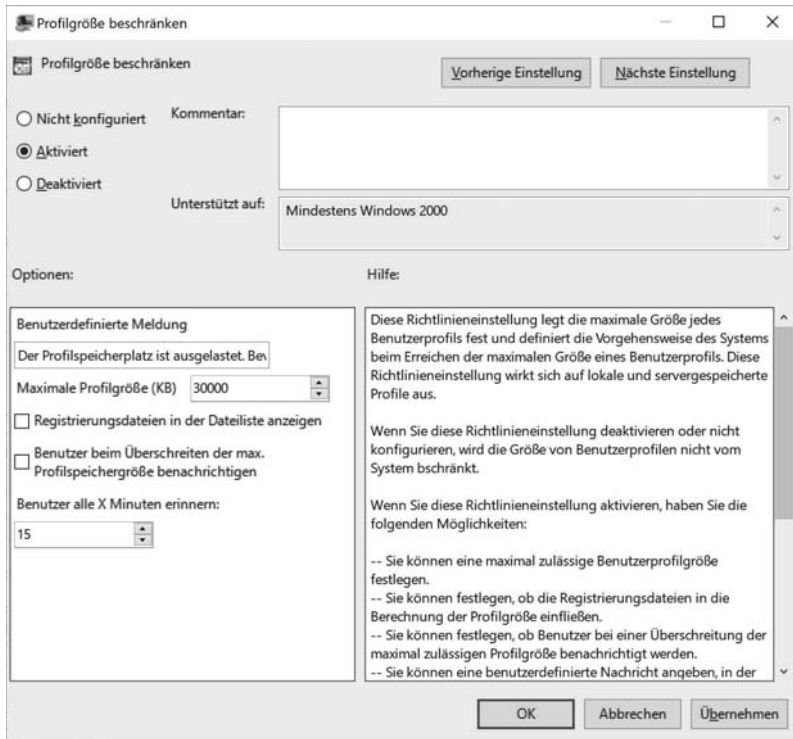 Profilgröße beschränken
Profilgröße beschränken
Vorherige Einstellung
Nächste Einstellung
Nicht konfiguriert
Kommentar:
Aktiviert
Deaktiviert
Unterstützt auf:
Mindestens Windows 2000
Optionen:
Hilfe:
Benutzerdefinierte Meldung
Der Profilspeicherplatz ist ausgelastet. Bev
Maximale Profilgröße (KB)
30000
Registrierungsdateien in der Dateiliste anzeigen
Benutzer beim Überschreiten der max.
Profilspeichergröße benachrichtigen
Benutzer alle X Minuten erinnern:
15
Diese Richtlinieneinstellung legt die maximale Größe jedes
Benutzerprofils fest und definiert die Vorgehensweise des Systems
beim Erreichen der maximalen Größe eines Benutzerprofils. Diese
Richtlinieneinstellung wirkt sich auf lokale und servergespeicherte
Profile aus.
Wenn Sie diese Richtlinieneinstellung deaktivieren oder nicht
konfigurieren, wird die Größe von Benutzerprofilen nicht vom
System bschränkt.
Wenn Sie diese Richtlinieneinstellung aktivieren, haben Sie die
folgenden Möglichkeiten:
-- Sie können eine maximal zulässige Benutzerprofilgröße
festlegen.
-- Sie können festlegen, ob die Registrierungsdateien in die
Berechnung der Profilgröße einfließen.
-- Sie können festlegen, ob Benutzer bei einer Überschreitung der
maximal zulässigen Profilgröße benachrichtigt werden.
-- Sie können eine benutzerdefinierte Nachricht angeben, in der
OK
Abbrechen
Übernehmen